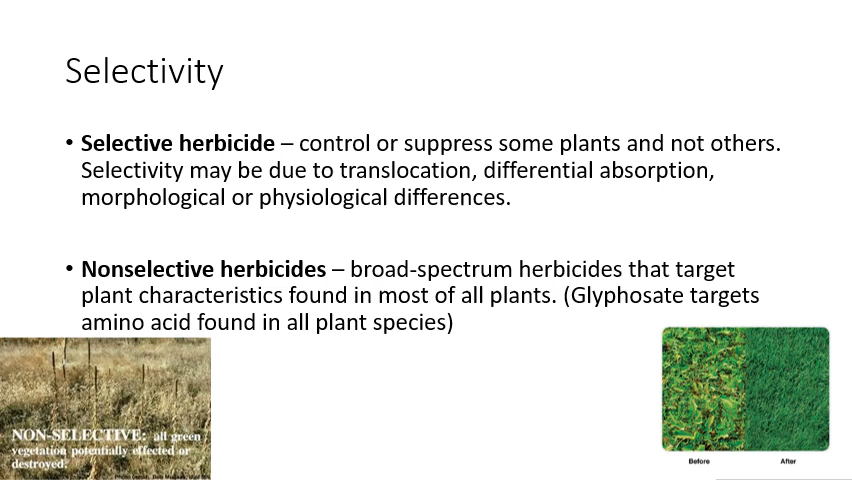 Selectivity
• Selective herbicide – control or suppress some plants and not others.
Selectivity may be due to translocation, differential absorption,
morphological or physiological differences.
• Nonselective herbicides – broad-spectrum herbicides that target
plant characteristics found in most of all plants. (Glyphosate targets
amino acid found in all plant species)
NON-SELECTIVE: all green
vegetation potentially effected or
destroyed.
Before After